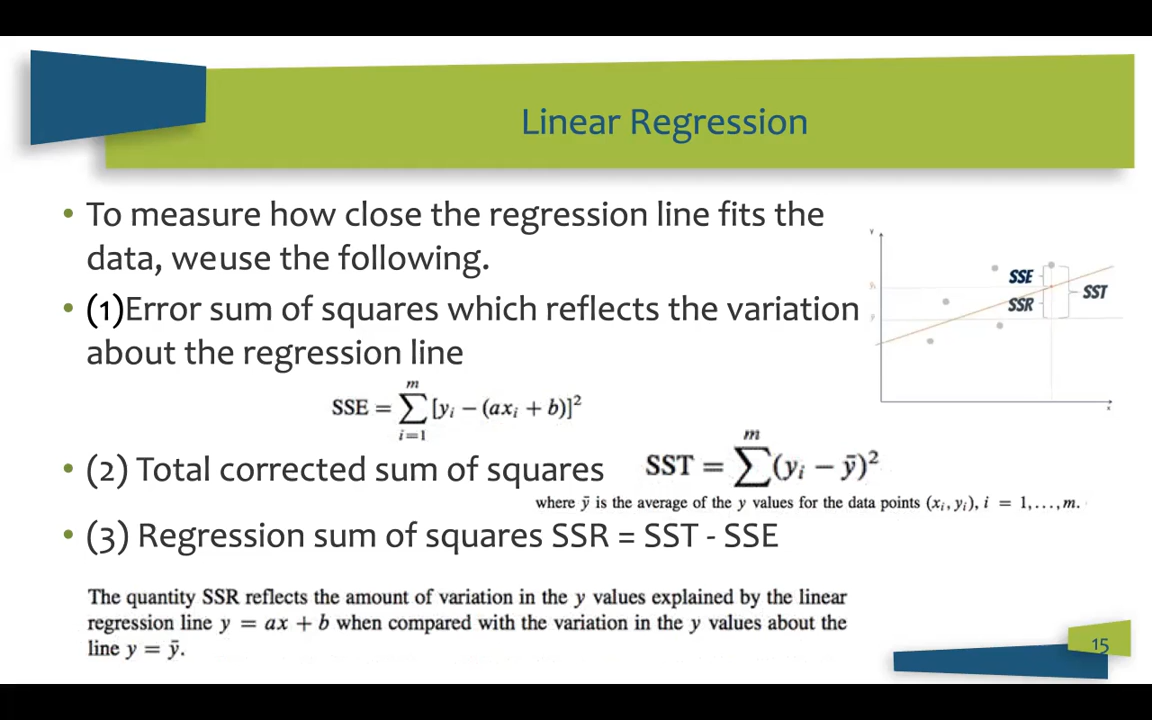 Linear Regression
• To measure how close the regression line fits the
data, weuse the following.
• (1)Error sum of squares which reflects the variation
about the regression line
y
SSE
SSR
SST
SSE = ∑ᵢ₌₁ᵐ [yᵢ − (axᵢ + b)]²
• (2) Total corrected sum of squares
SST = ∑ᵐ(yᵢ − ȳ)²
where ȳ is the average of the y values for the data points (xᵢ, yᵢ), i = 1,…,m.
• (3) Regression sum of squares SSR = SST - SSE
The quantity SSR reflects the amount of variation in the y values explained by the linear
regression line y = ax + b when compared with the variation in the y values about the
line y = ȳ.
15